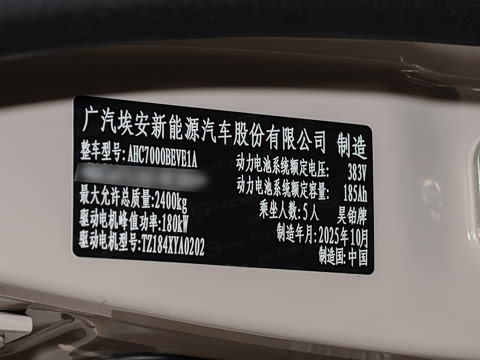 广汽埃安新能源汽车股份有限公司 制造
整车型号: AHC7000BEVE1A 动力电池系统额定电压: 383V
动力电池系统额定容量: 185Ah
最大允许总质量: 2400kg 乘坐人数: 5人 昊铂牌
驱动电机峰值功率: 180kW 制造年月: 2025年10月
驱动电机型号: TZ184XYA0202 制造国: 中国